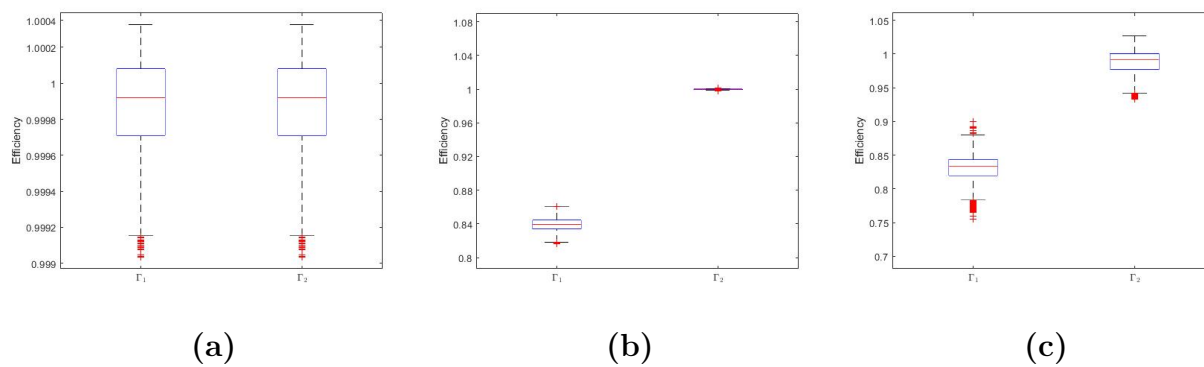 1.0004
1.0002
1
0.9998
0.9996
0.9994
0.9992
0.999
Efficiency
Γ1 Γ2
(a)
1.08
1.04
1
0.96
0.92
0.88
0.84
0.8
Efficiency
Γ1 Γ2
(b)
1.05
1
0.95
0.9
0.85
0.8
0.75
0.7
Efficiency
Γ1 Γ2
(c)